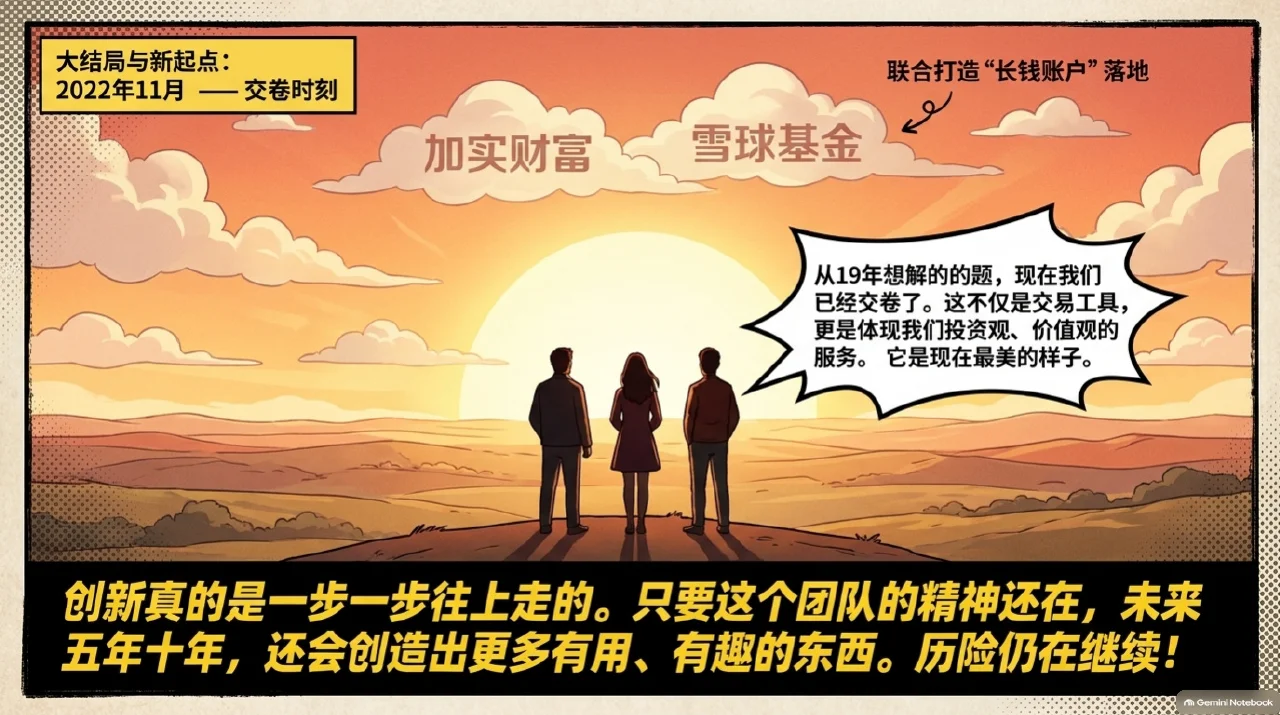 大结局与新起点：
2022年11月 —— 交卷时刻
联合打造“长钱账户”落地
加实财富
雪球基金
从19年想解的的题，现在我们
已经交卷了。这不仅是交易工具，
更是体现我们投资观、价值观的
服务。 它是现在最美的样子。
创新真的是一步一步往上走的。只要这个团队的精神还在，未来
五年十年，还会创造出更多有用、有趣的东西。历险仍在继续！
Gemini Notebook